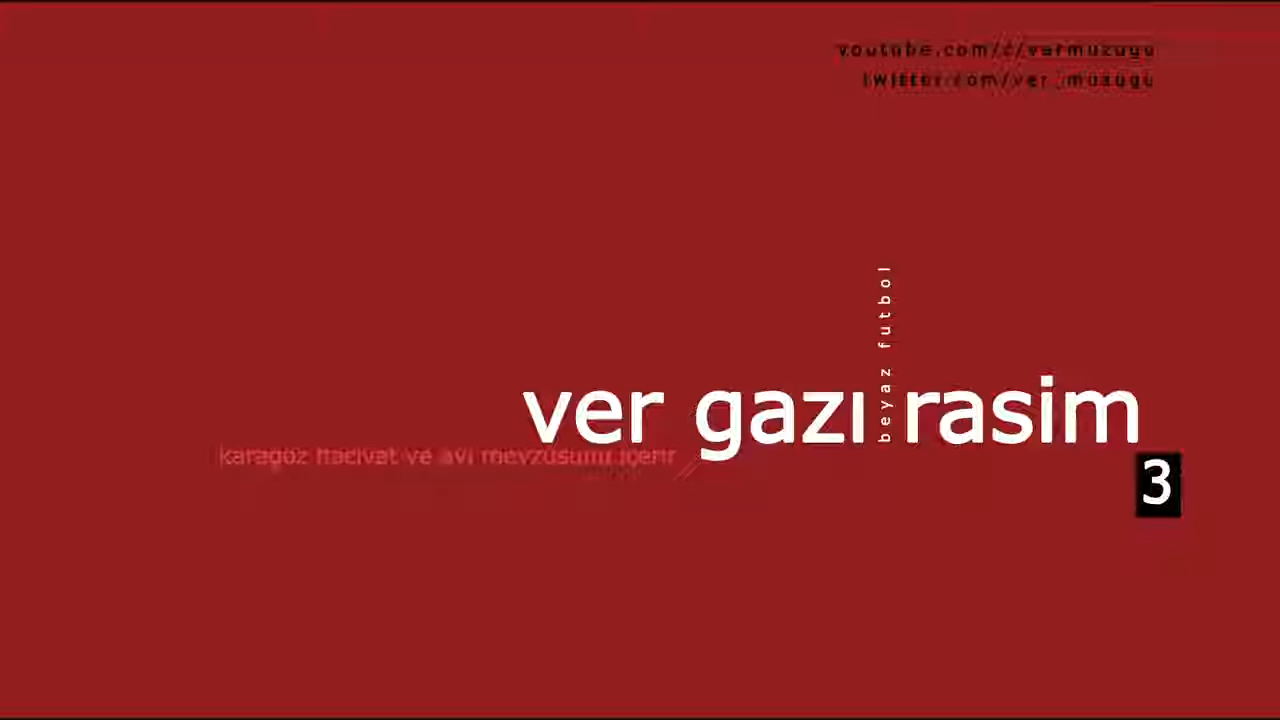 youtube.com/c/vermuzugu
twitter.com/ver_muzugu
beyaz futbol
ver gazı rasim
karagöz hacivat ve avi mevzusunu içerir
3